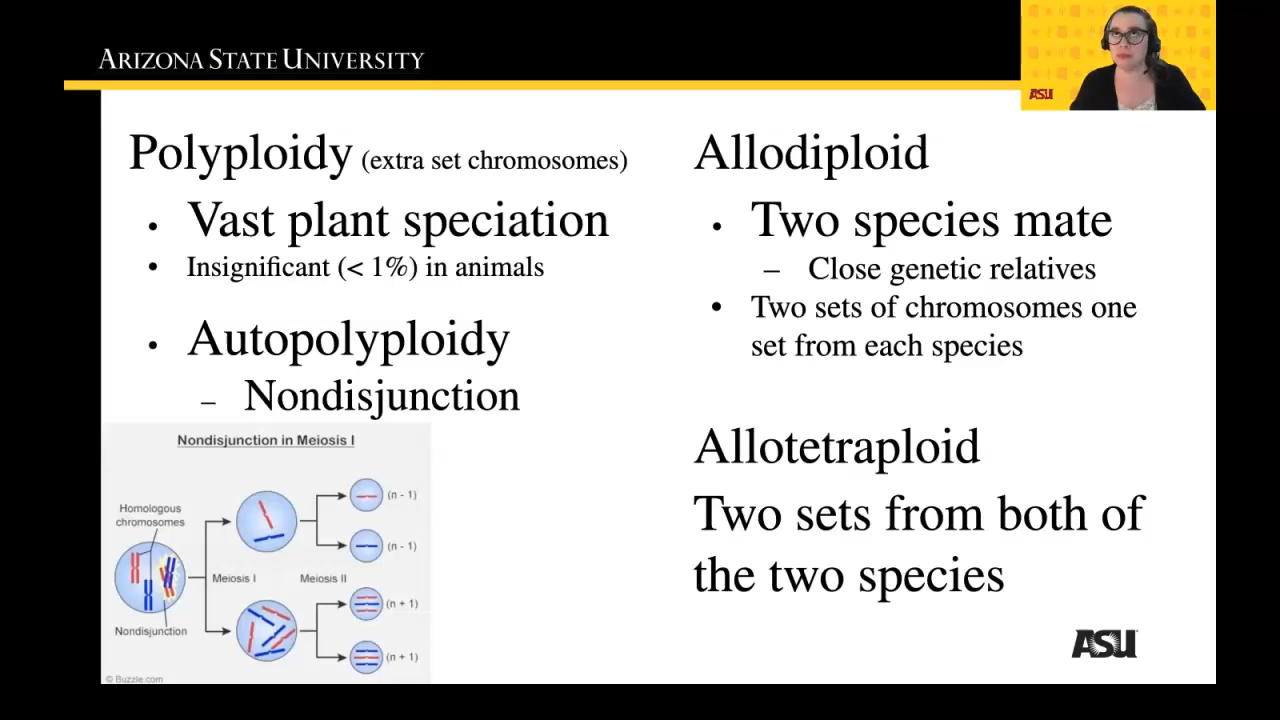 ARIZONA STATE UNIVERSITY
ASU
Polyploidy (extra set chromosomes)
• Vast plant speciation
• Insignificant (< 1%) in animals
• Autopolyploidy
– Nondisjunction
Nondisjunction in Meiosis I
Homologous
chromosomes
Nondisjunction
Meiosis I
Meiosis II
(n - 1)
(n - 1)
(n + 1)
(n + 1)
© Buzzle.com
Allodiploid
• Two species mate
– Close genetic relatives
• Two sets of chromosomes one
set from each species
Allotetraploid
Two sets from both of
the two species
ASU